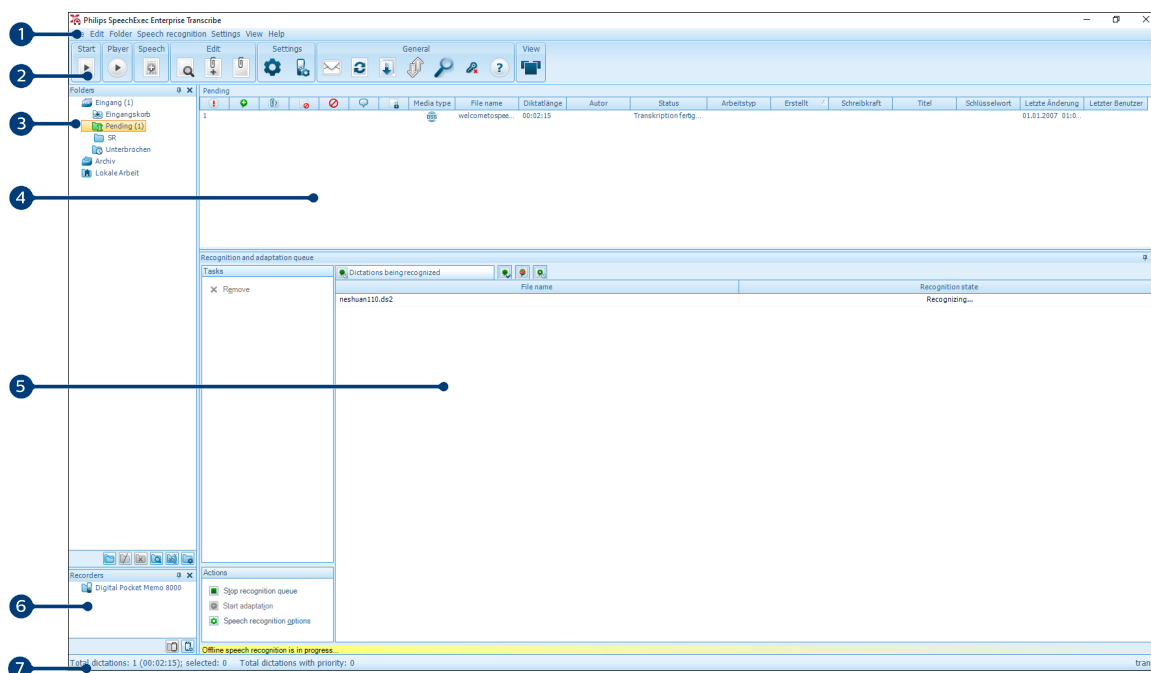 Philips SpeechExec Enterprise Transcribe
1
Edit Folder Speech recognition Settings View Help
Start Player Speech Edit Settings General View
2
Folders
Pending
Eingang (1)
Media type File name Diktatlänge Autor Status Arbeitstyp Erstellt Schreibkraft Titel Schlüsselwort Letzte Änderung Letzter Benutzer
Eingangskorb
1 DSS welcometospee... 00:02:15 Transkription fertig... 01.01.2007 01:0...
3
Pending (1)
SR
Unterbrochen
Archiv
Lokale Arbeit
4
Recognition and adaptation queue
Tasks
Dictations being recognized
Remove
File name Recognition state
neshuan110.ds2 Recognizing...
5
Recorders
Actions
Digital Pocket Memo 8000
Stop recognition queue
6
Start adaptation
Speech recognition options
Offline speech recognition is in progress...
7
Total dictations: 1 (00:02:15); selected: 0 Total dictations with priority: 0 tran